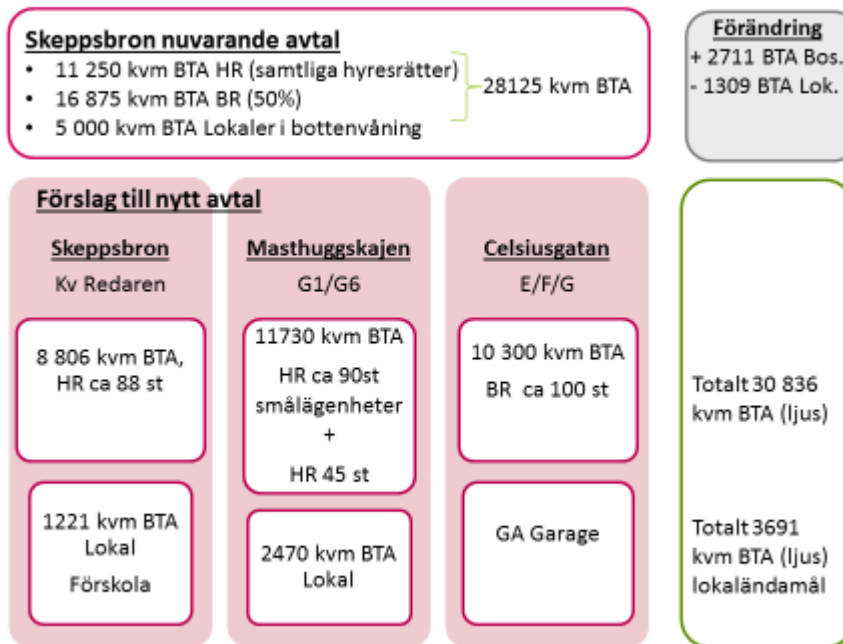 Skeppsbron nuvarande avtal
• 11 250 kvm BTA HR (samtliga hyresrätter)
• 16 875 kvm BTA BR (50%)
28125 kvm BTA
• 5 000 kvm BTA Lokaler i bottenvåning
Förändring
+ 2711 BTA Bos.
- 1309 BTA Lok.
Förslag till nytt avtal
Skeppsbron
Kv Redaren
8 806 kvm BTA,
HR ca 88 st
1221 kvm BTA
Lokal
Förskola
Masthuggskajen
G1/G6
11730 kvm BTA
HR ca 90st
smålägenheter
+
HR 45 st
2470 kvm BTA
Lokal
Celsiusgatan
E/F/G
10 300 kvm BTA
BR ca 100 st
GA Garage
Totalt 30 836
kvm BTA (ljus)
Totalt 3691
kvm BTA (ljus)
lokaländamål